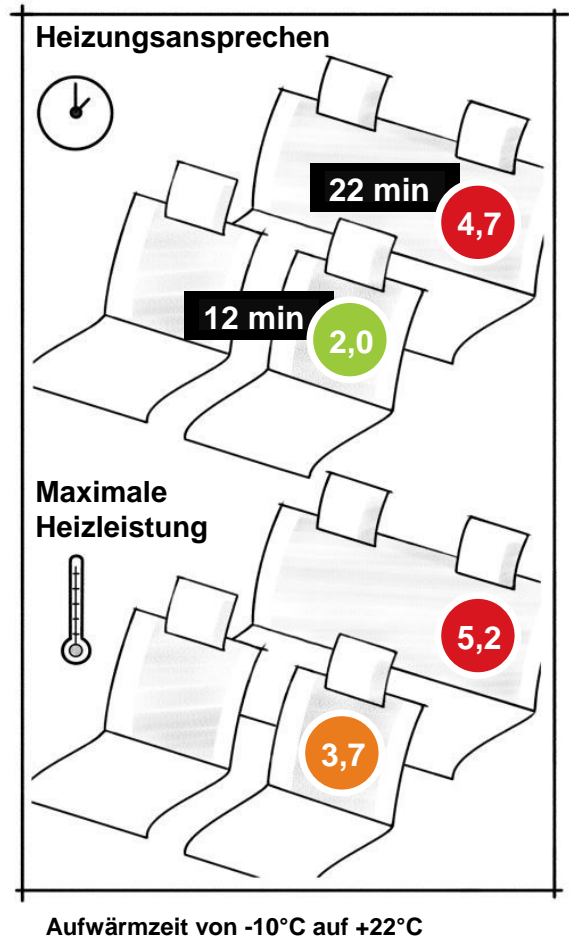 Heizungsansprechen
22 min
4,7
12 min
2,0
Maximale
Heizleistung
5,2
3,7
Aufwärmzeit von -10°C auf +22°C